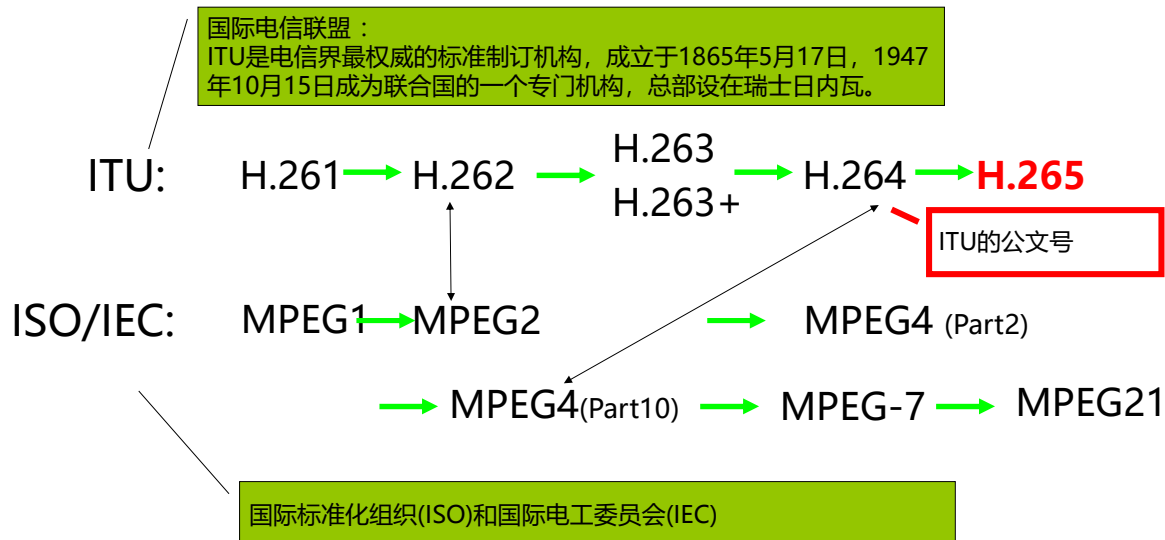 国际电信联盟：
ITU是电信界最权威的标准制订机构，成立于1865年5月17日，1947
年10月15日成为联合国的一个专门机构，总部设在瑞士日内瓦。
ITU: H.261 H.262 H.263 H.264 H.265
H.263+
ITU的公文号
ISO/IEC: MPEG1 MPEG2 MPEG4 (Part2)
MPEG4(Part10) MPEG-7 MPEG21
国际标准化组织(ISO)和国际电工委员会(IEC)